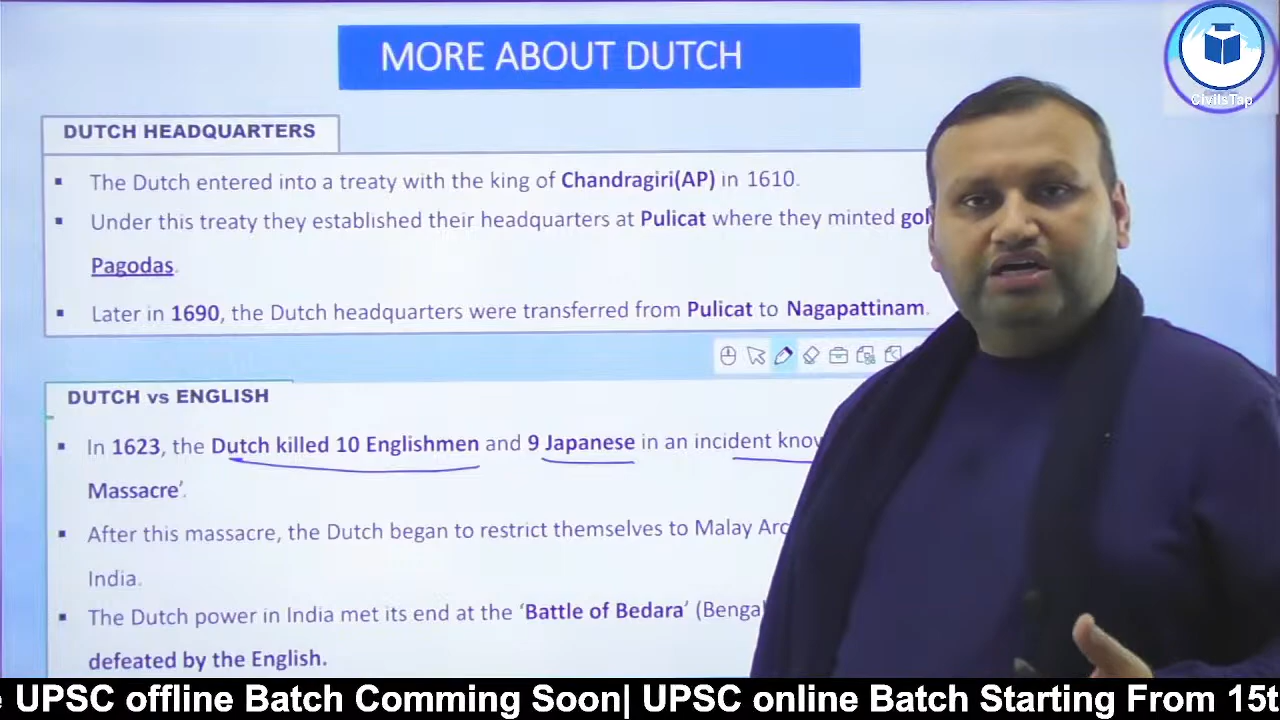 MORE ABOUT DUTCH
CivilsTap
DUTCH HEADQUARTERS
▪ The Dutch entered into a treaty with the king of Chandragiri(AP) in 1610.
▪ Under this treaty they established their headquarters at Pulicat where they minted
Pagodas.
▪ Later in 1690, the Dutch headquarters were transferred from Pulicat to Nagapattinam.
DUTCH vs ENGLISH
▪ In 1623, the Dutch killed 10 Englishmen and 9 Japanese in an incident
Massacre’.
▪ After this massacre, the Dutch began to restrict themselves to Malay
India.
▪ The Dutch power in India met its end at the ‘Battle of Bedara’
defeated by the English.
UPSC offline Batch Comming Soon| UPSC online Batch Starting From